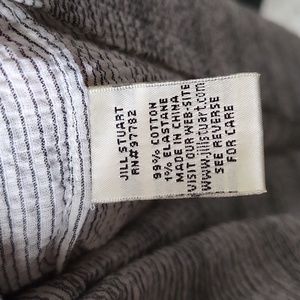 JILL STUART
RN#97782
99% COTTON
1% ELASTANE
MADE IN CHINA
VISIT OUR WEB-SITE
www.jillstuart.com
SEE REVERSE
FOR CARE